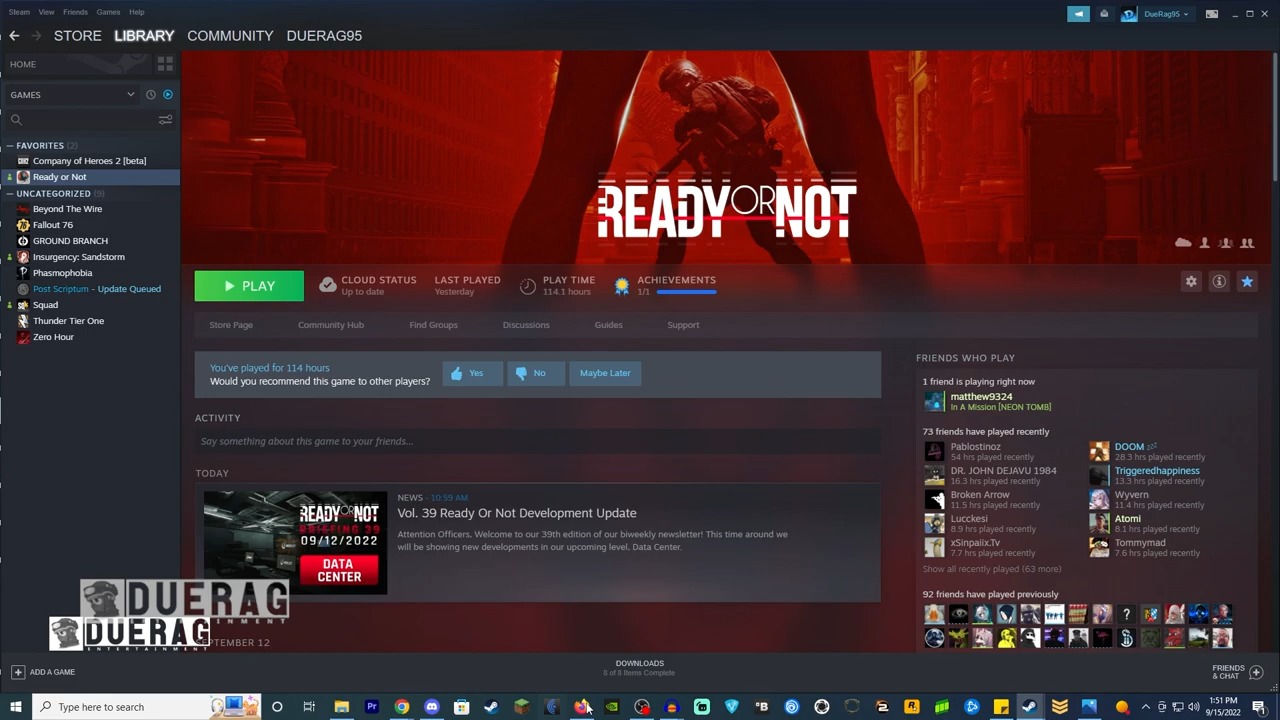 Steam View Friends Games Help
DueRag95
STORE LIBRARY COMMUNITY DUERAG95
HOME
GAMES
FAVORITES (2)
Company of Heroes 2 [beta]
Ready or Not
UNCATEGORIZED (9)
Beyond The Wire
Fallout 76
GROUND BRANCH
Insurgency: Sandstorm
Phasmophobia
Post Scriptum - Update Queued
Squad
Thunder Tier One
Zero Hour
READY OR NOT
PLAY
CLOUD STATUS
Up to date
LAST PLAYED
Yesterday
PLAY TIME
114.1 hours
ACHIEVEMENTS
1/1
Store Page Community Hub Find Groups Discussions Guides Support
You've played for 114 hours
Would you recommend this game to other players?
Yes No Maybe Later
ACTIVITY
Say something about this game to your friends...
TODAY
READY OR NOT
BRIEFING 39
09/12/2022
DATA
CENTER
NEWS - 10:59 AM
Vol. 39 Ready Or Not Development Update
Attention Officers, Welcome to our 39th edition of our biweekly newsletter! This time around we
will be showing new developments in our upcoming level, Data Center.
SEPTEMBER 12
FRIENDS WHO PLAY
1 friend is playing right now
matthew9324
In A Mission [NEON TOMB]
73 friends have played recently
Pablostinoz
54 hrs played recently
DOOM
28.3 hrs played recently
DR. JOHN DEJAVU 1984
16.3 hrs played recently
Triggeredhappiness
13.3 hrs played recently
Broken Arrow
11.5 hrs played recently
Wyvern
11.4 hrs played recently
Lucckesi
8.9 hrs played recently
Atomi
8.1 hrs played recently
xSinpaiix.Tv
7.7 hrs played recently
Tommymad
7.6 hrs played recently
Show all recently played (63 more)
92 friends have played previously
DUERAG
ENTERTAINMENT
DUERAG
ENTERTAINMENT
ADD A GAME
DOWNLOADS
8 of 8 Items Complete
FRIENDS
& CHAT
Type here to search
1:51 PM
9/15/2022